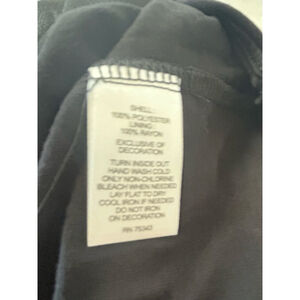 SHELL:
100% POLYESTER
LINING:
100% RAYON
EXCLUSIVE OF
DECORATION
TURN INSIDE OUT
HAND WASH COLD
ONLY NON-CHLORINE
BLEACH WHEN NEEDED
LAY FLAT TO DRY
COOL IRON IF NEEDED
DO NOT IRON
ON DECORATION
RN 75343